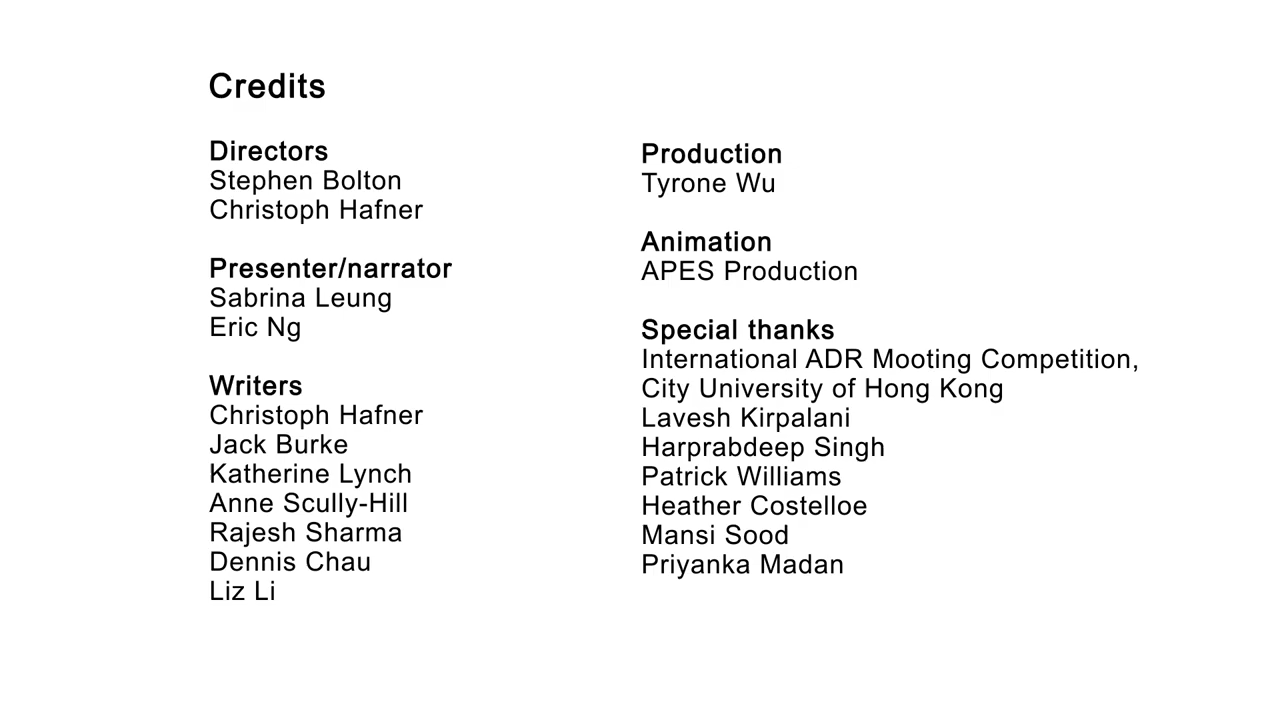 Credits
Directors
Stephen Bolton
Christoph Hafner
Presenter/narrator
Sabrina Leung
Eric Ng
Writers
Christoph Hafner
Jack Burke
Katherine Lynch
Anne Scully-Hill
Rajesh Sharma
Dennis Chau
Liz Li
Production
Tyrone Wu
Animation
APES Production
Special thanks
International ADR Mooting Competition,
City University of Hong Kong
Lavesh Kirpalani
Harprabdeep Singh
Patrick Williams
Heather Costelloe
Mansi Sood
Priyanka Madan